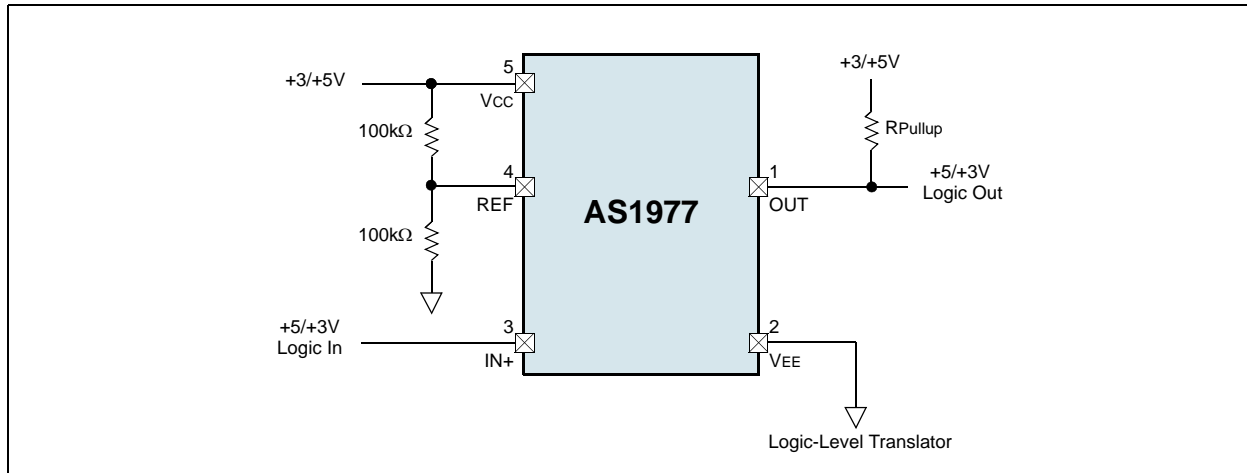 +3/+5V
5
VCC
100kΩ
4
REF
100kΩ
+5/+3V
Logic In
3
IN+
AS1977
+3/+5V
RPullup
1
OUT
+5/+3V
Logic Out
2
VEE
Logic-Level Translator